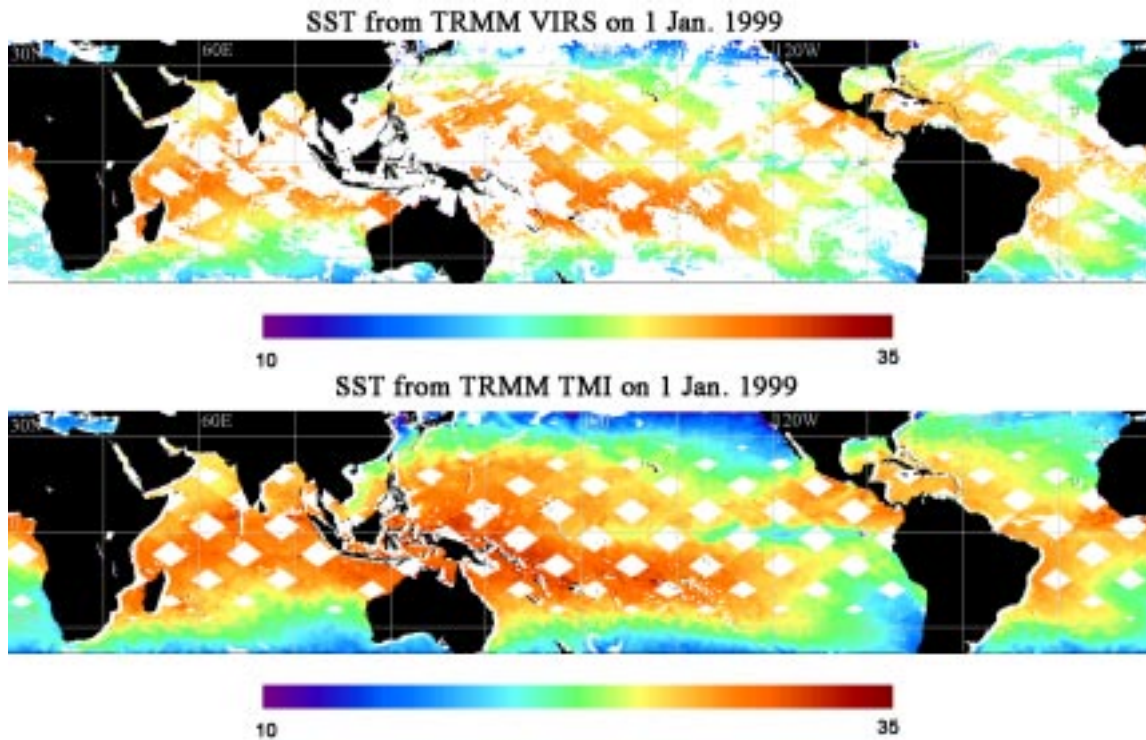 SST from TRMM VIRS on 1 Jan. 1999
30N 60E 120W
10 35
SST from TRMM TMI on 1 Jan. 1999
30N 60E 120W
10 35